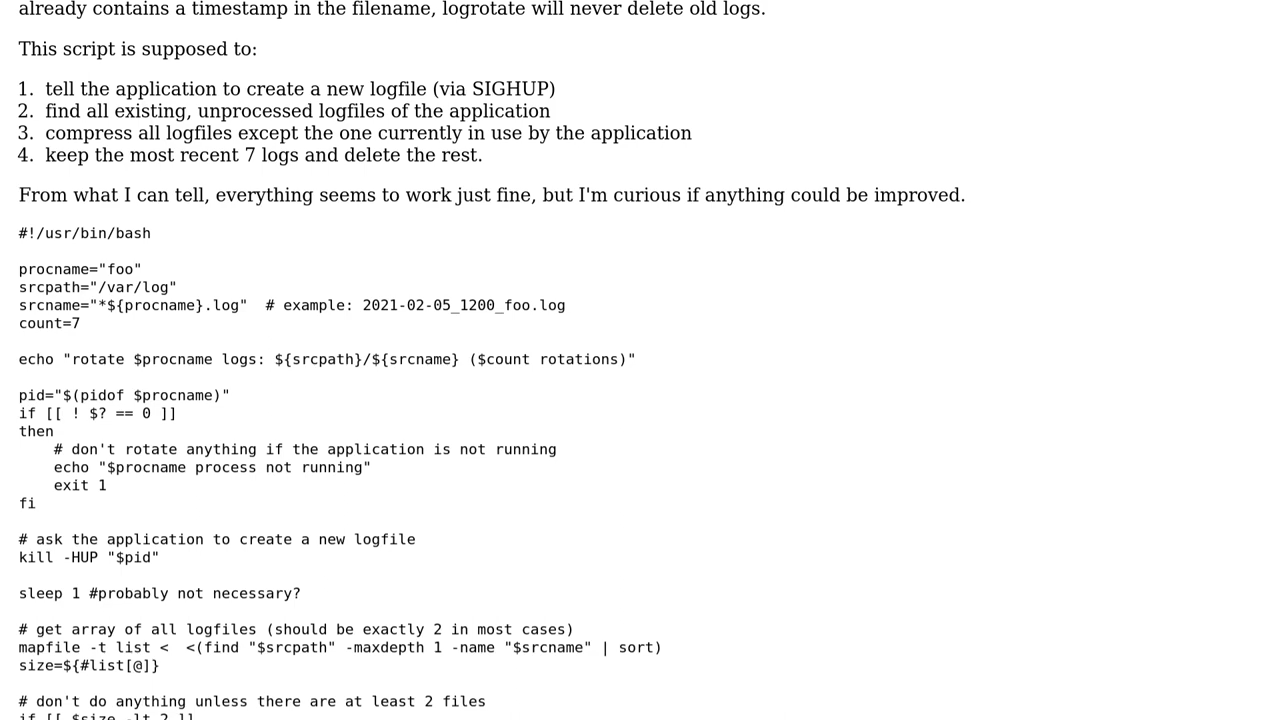 already contains a timestamp in the filename, logrotate will never delete old logs.
This script is supposed to:
1. tell the application to create a new logfile (via SIGHUP)
2. find all existing, unprocessed logfiles of the application
3. compress all logfiles except the one currently in use by the application
4. keep the most recent 7 logs and delete the rest.
From what I can tell, everything seems to work just fine, but I'm curious if anything could be improved.
#!/usr/bin/bash
procname="foo"
srcpath="/var/log"
srcname="*${procname}.log"  # example: 2021-02-05_1200_foo.log
count=7
echo "rotate $procname logs: ${srcpath}/${srcname} ($count rotations)"
pid="$(pidof $procname)"
if [[ ! $? == 0 ]]
then
    # don't rotate anything if the application is not running
    echo "$procname process not running"
    exit 1
fi
# ask the application to create a new logfile
kill -HUP "$pid"
sleep 1 #probably not necessary?
# get array of all logfiles (should be exactly 2 in most cases)
mapfile -t list <  <(find "$srcpath" -maxdepth 1 -name "$srcname" | sort)
size=${#list[@]}
# don't do anything unless there are at least 2 files
if [[ $size -lt 2 ]]